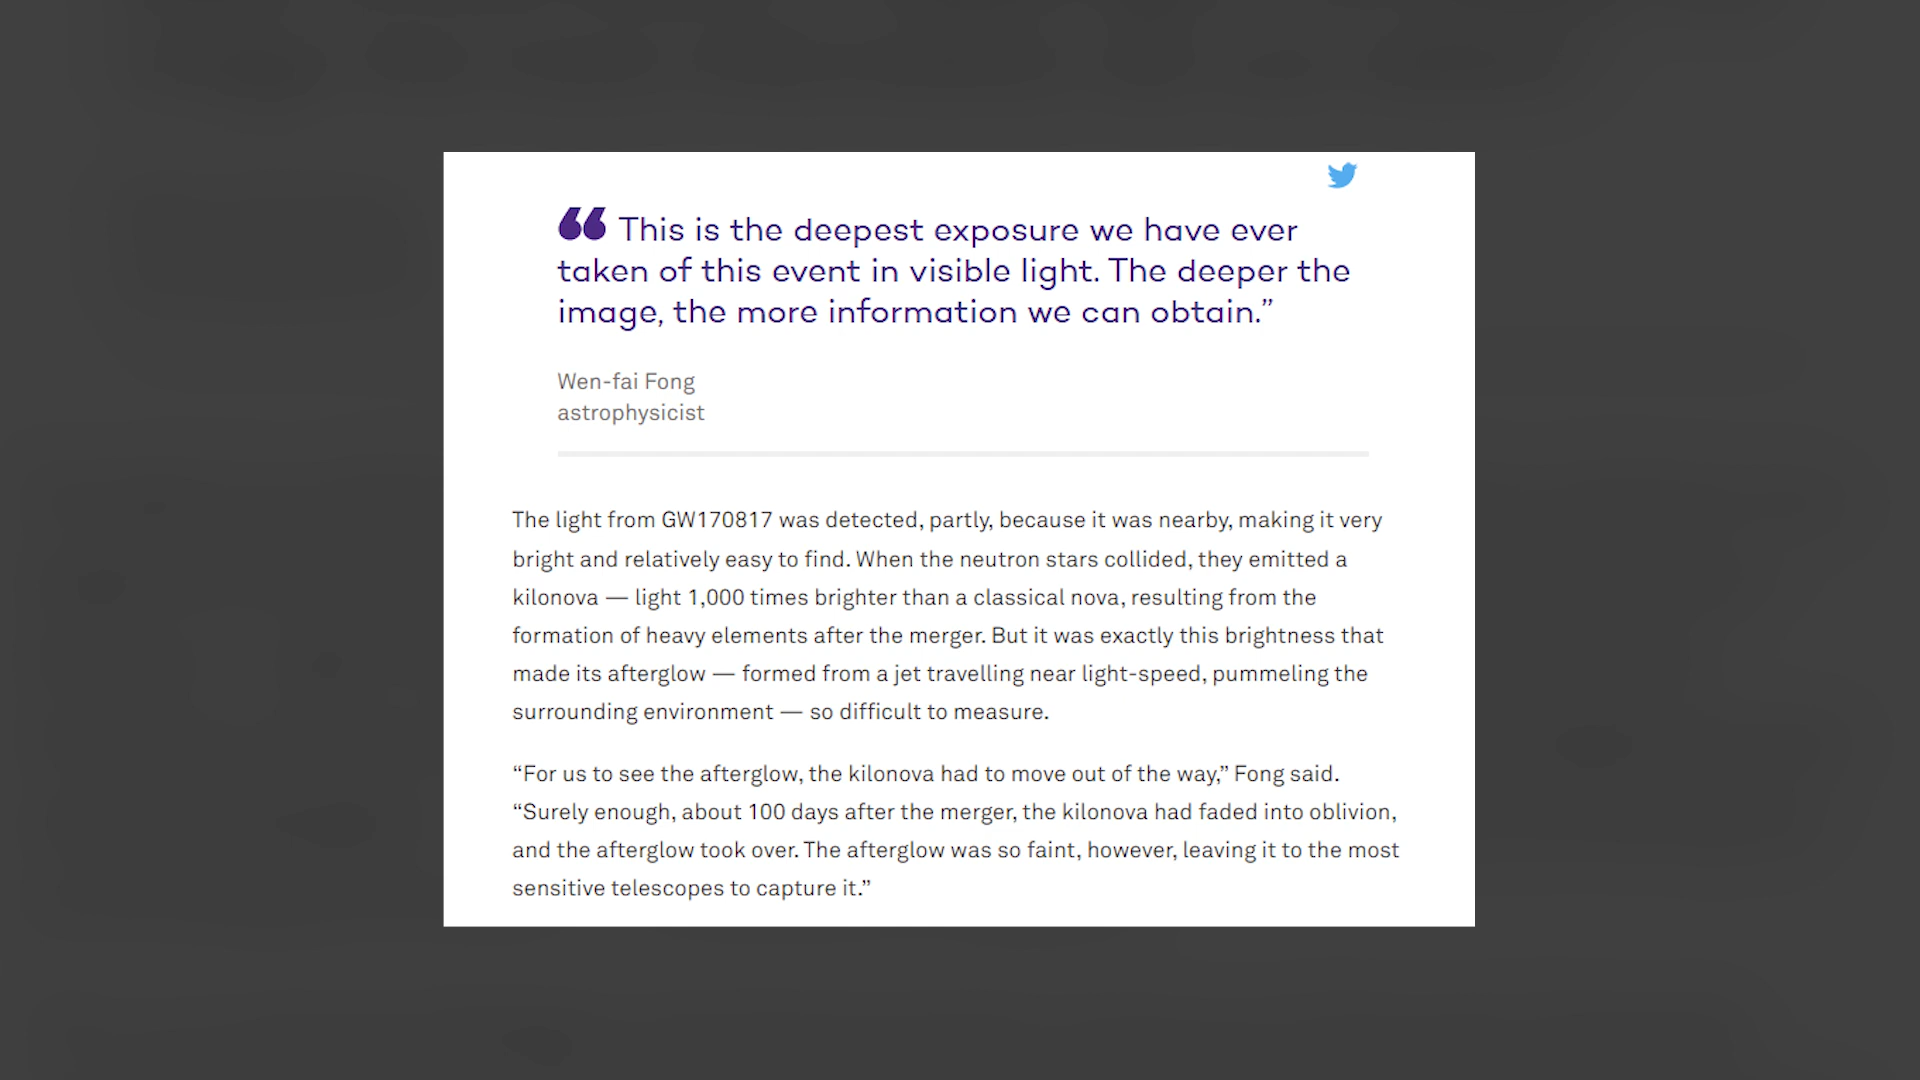 “ This is the deepest exposure we have ever
taken of this event in visible light. The deeper the
image, the more information we can obtain.”
Wen-fai Fong
astrophysicist
The light from GW170817 was detected, partly, because it was nearby, making it very
bright and relatively easy to find. When the neutron stars collided, they emitted a
kilonova — light 1,000 times brighter than a classical nova, resulting from the
formation of heavy elements after the merger. But it was exactly this brightness that
made its afterglow — formed from a jet travelling near light-speed, pummeling the
surrounding environment — so difficult to measure.
“For us to see the afterglow, the kilonova had to move out of the way,” Fong said.
“Surely enough, about 100 days after the merger, the kilonova had faded into oblivion,
and the afterglow took over. The afterglow was so faint, however, leaving it to the most
sensitive telescopes to capture it.”